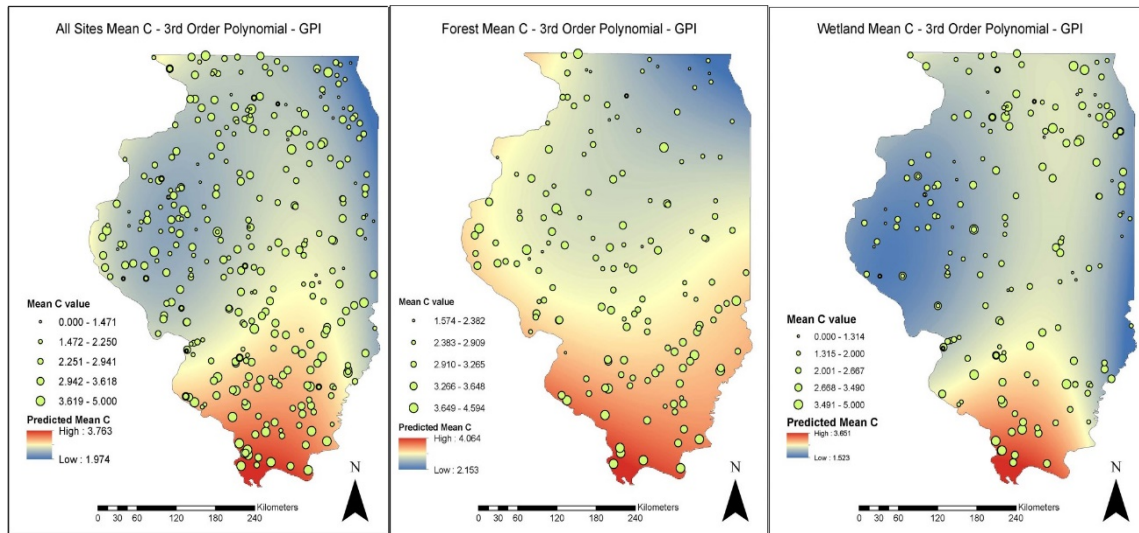 All Sites Mean C - 3rd Order Polynomial - GPI
Mean C value
0.000 - 1.471
1.472 - 2.250
2.251 - 2.941
2.942 - 3.618
3.619 - 5.000
Predicted Mean C
High : 3.763
Low : 1.974
N
Kilometers
0 15 30 60 120 180 240
Forest Mean C - 3rd Order Polynomial - GPI
Mean C value
1.574 - 2.382
2.383 - 2.909
2.910 - 3.265
3.266 - 3.648
3.649 - 4.594
Predicted Mean C
High : 4.064
Low : 2.153
N
Kilometers
0 15 30 60 120 180 240
Wetland Mean C - 3rd Order Polynomial - GPI
Mean C value
0.000 - 1.314
1.315 - 2.000
2.001 - 2.667
2.668 - 3.490
3.491 - 5.000
Predicted Mean C
High : 3.651
Low : 1.523
N
Kilometers
0 15 30 60 120 180 240